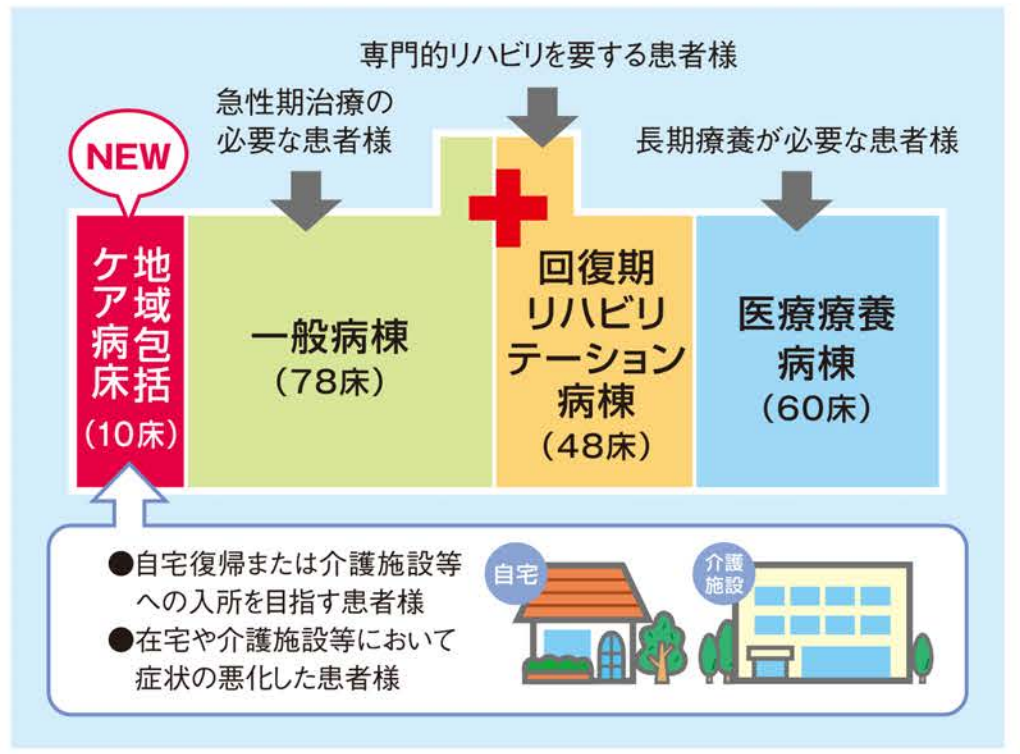 専門的リハビリを要する患者様
急性期治療の
必要な患者様
長期療養が必要な患者様
NEW
地域包括
ケア病床
(10床)
一般病棟
(78床)
回復期
リハビリ
テーション
病棟
(48床)
医療療養
病棟
(60床)
●自宅復帰または介護施設等
への入所を目指す患者様
●在宅や介護施設等において
症状の悪化した患者様
自宅
介護
施設